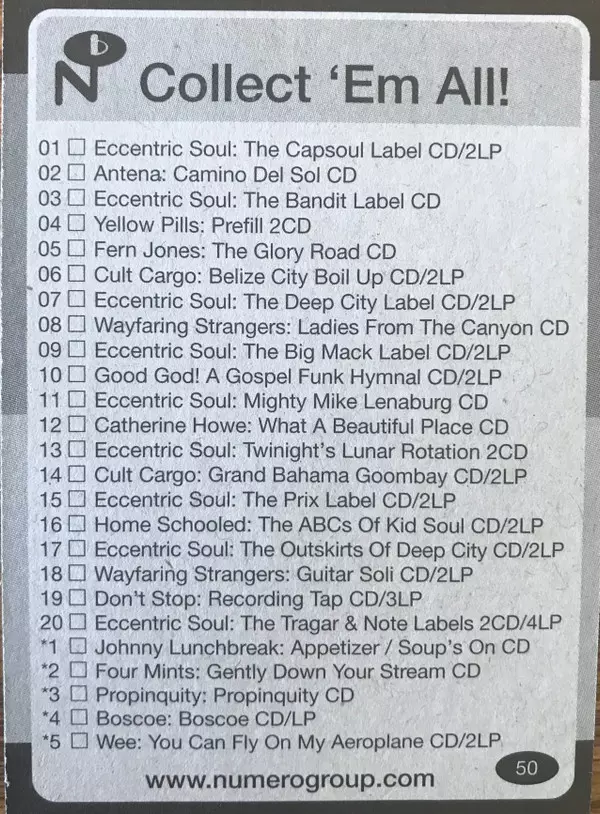 N b Collect 'Em All!
01 ☐ Eccentric Soul: The Capsoul Label CD/2LP
02 ☐ Antena: Camino Del Sol CD
03 ☐ Eccentric Soul: The Bandit Label CD
04 ☐ Yellow Pills: Prefill 2CD
05 ☐ Fern Jones: The Glory Road CD
06 ☐ Cult Cargo: Belize City Boil Up CD/2LP
07 ☐ Eccentric Soul: The Deep City Label CD/2LP
08 ☐ Wayfaring Strangers: Ladies From The Canyon CD
09 ☐ Eccentric Soul: The Big Mack Label CD/2LP
10 ☐ Good God! A Gospel Funk Hymnal CD/2LP
11 ☐ Eccentric Soul: Mighty Mike Lenaburg CD
12 ☐ Catherine Howe: What A Beautiful Place CD
13 ☐ Eccentric Soul: Twinight's Lunar Rotation 2CD
14 ☐ Cult Cargo: Grand Bahama Goombay CD/2LP
15 ☐ Eccentric Soul: The Prix Label CD/2LP
16 ☐ Home Schooled: The ABCs Of Kid Soul CD/2LP
17 ☐ Eccentric Soul: The Outskirts Of Deep City CD/2LP
18 ☐ Wayfaring Strangers: Guitar Soli CD/2LP
19 ☐ Don't Stop: Recording Tap CD/3LP
20 ☐ Eccentric Soul: The Tragar & Note Labels 2CD/4LP
*1 ☐ Johnny Lunchbreak: Appetizer / Soup's On CD
*2 ☐ Four Mints: Gently Down Your Stream CD
*3 ☐ Propinquity: Propinquity CD
*4 ☐ Boscoe: Boscoe CD/LP
*5 ☐ Wee: You Can Fly On My Aeroplane CD/2LP
www.numerogroup.com 50